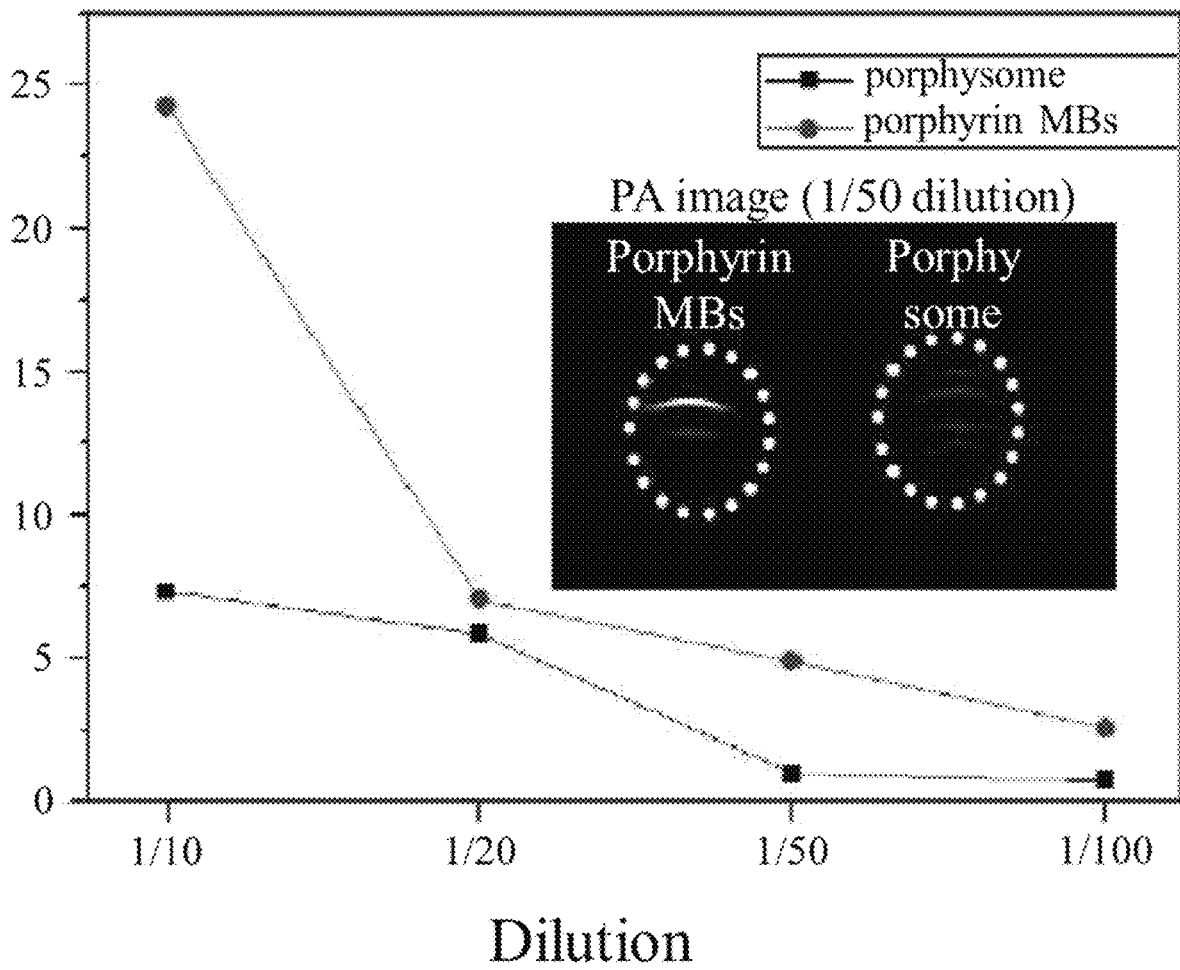 25
20
15
10
5
0
porphysome
porphyrin MBs
PA image (1/50 dilution)
Porphyrin
MBs
Porphy
some
1/10
1/20
1/50
1/100
Dilution